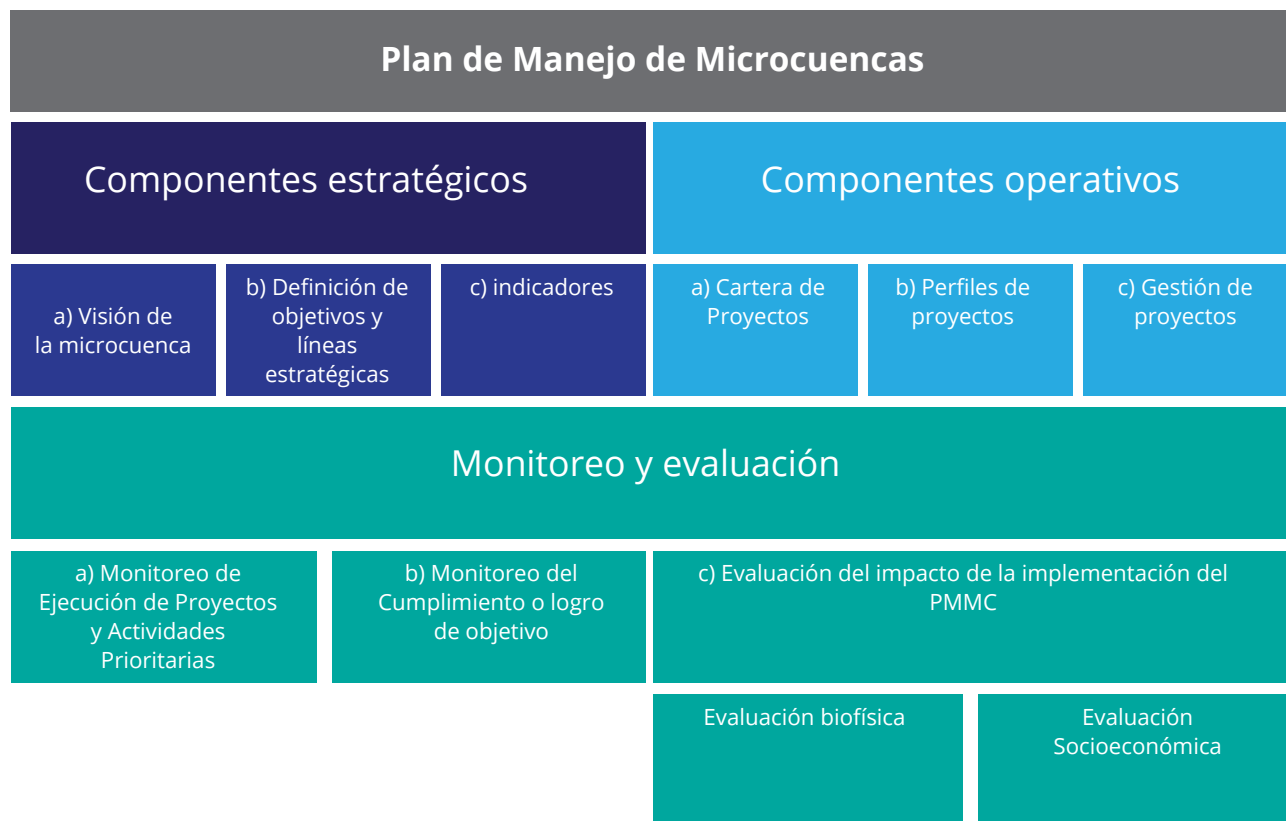 Plan de Manejo de Microcuencas
Componentes estratégicos
Componentes operativos
a) Visión de
la microcuenca
b) Definición de
objetivos y
líneas
estratégicas
c) indicadores
a) Cartera de
Proyectos
b) Perfiles de
proyectos
c) Gestión de
proyectos
Monitoreo y evaluación
a) Monitoreo de
Ejecución de Proyectos
y Actividades
Prioritarias
b) Monitoreo del
Cumplimiento o logro
de objetivo
c) Evaluación del impacto de la implementación del
PMMC
Evaluación biofísica
Evaluación
Socioeconómica